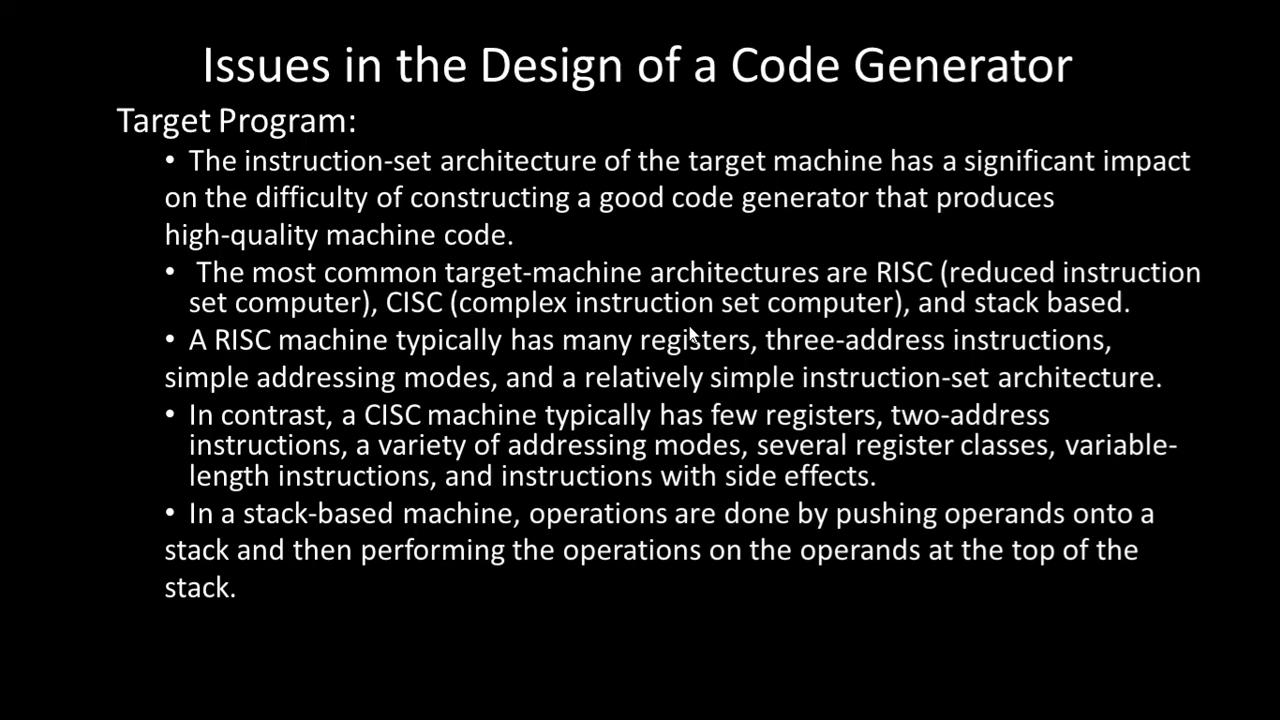 Issues in the Design of a Code Generator
Target Program:
• The instruction-set architecture of the target machine has a significant impact
on the difficulty of constructing a good code generator that produces
high-quality machine code.
• The most common target-machine architectures are RISC (reduced instruction
set computer), CISC (complex instruction set computer), and stack based.
• A RISC machine typically has many registers, three-address instructions,
simple addressing modes, and a relatively simple instruction-set architecture.
• In contrast, a CISC machine typically has few registers, two-address
instructions, a variety of addressing modes, several register classes, variable-
length instructions, and instructions with side effects.
• In a stack-based machine, operations are done by pushing operands onto a
stack and then performing the operations on the operands at the top of the
stack.